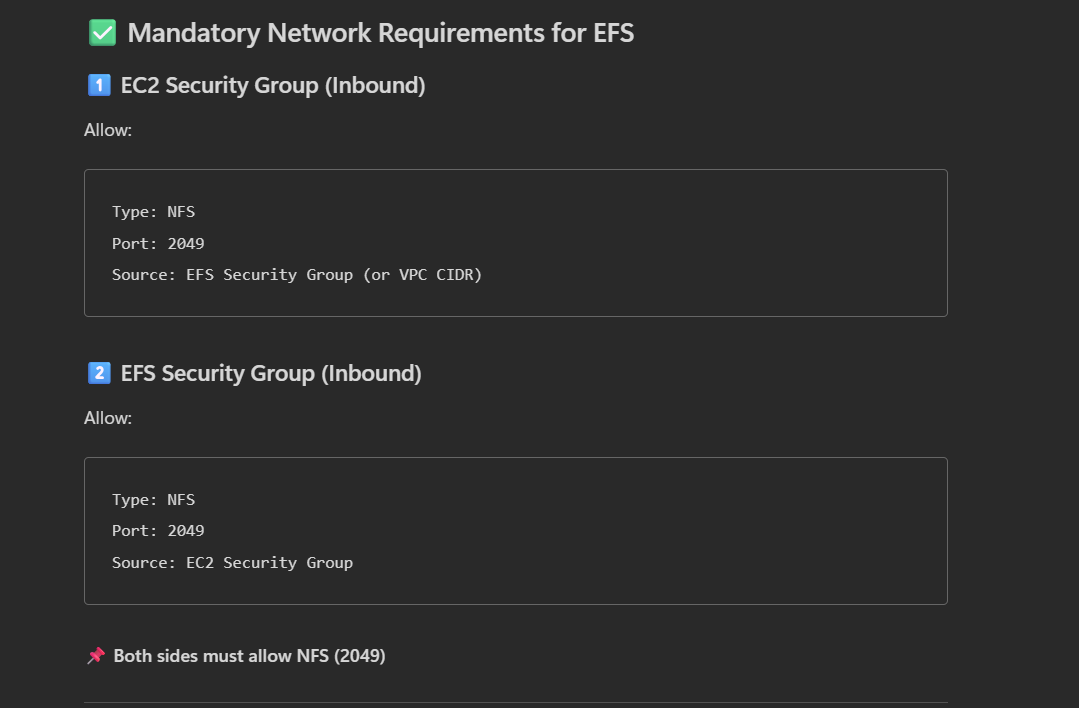 ✅ Mandatory Network Requirements for EFS
1️⃣ EC2 Security Group (Inbound)
Allow:
Type: NFS
Port: 2049
Source: EFS Security Group (or VPC CIDR)
2️⃣ EFS Security Group (Inbound)
Allow:
Type: NFS
Port: 2049
Source: EC2 Security Group
📌 Both sides must allow NFS (2049)